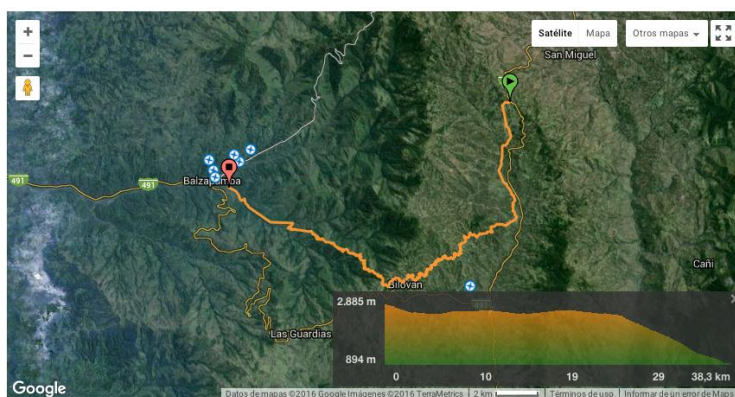 +
−
Satélite Mapa Otros mapas
San Miguel
491
491
Balzapamba
Bilován
Cañi
Las Guardias
2.885 m
894 m
0 10 19 29 38,3 km
Google
Datos de mapas ©2016 Google Imágenes ©2016 TerraMetrics 2 km Términos de uso Informar de un error de Maps